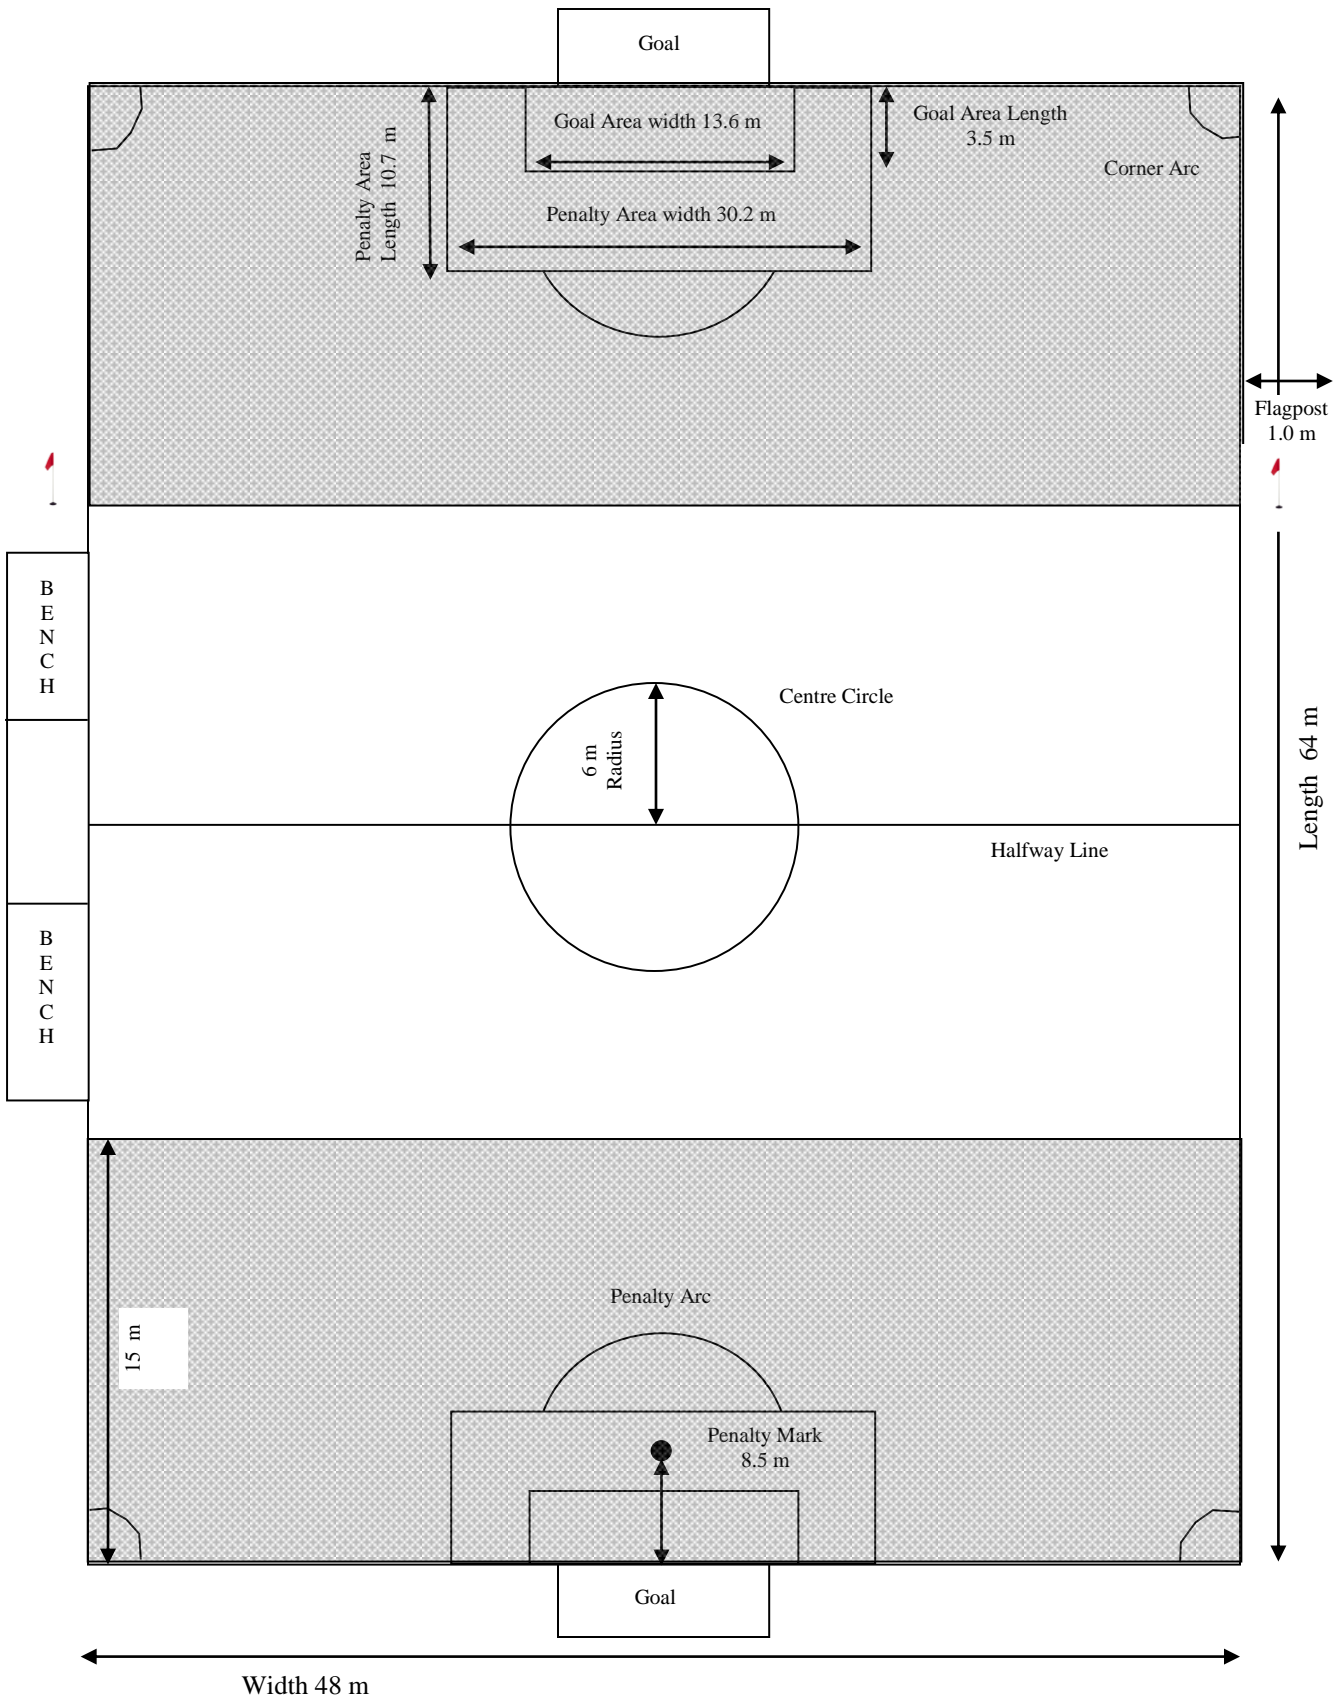 Goal
Goal Area width 13.6 m
Goal Area Length
3.5 m
Penalty Area
Length 10.7 m
Corner Arc
Penalty Area width 30.2 m
Flagpost
1.0 m
B
E
N
C
H
Centre Circle
6 m
Radius
Length 64 m
Halfway Line
B
E
N
C
H
Penalty Arc
15 m
Penalty Mark
8.5 m
Goal
Width 48 m